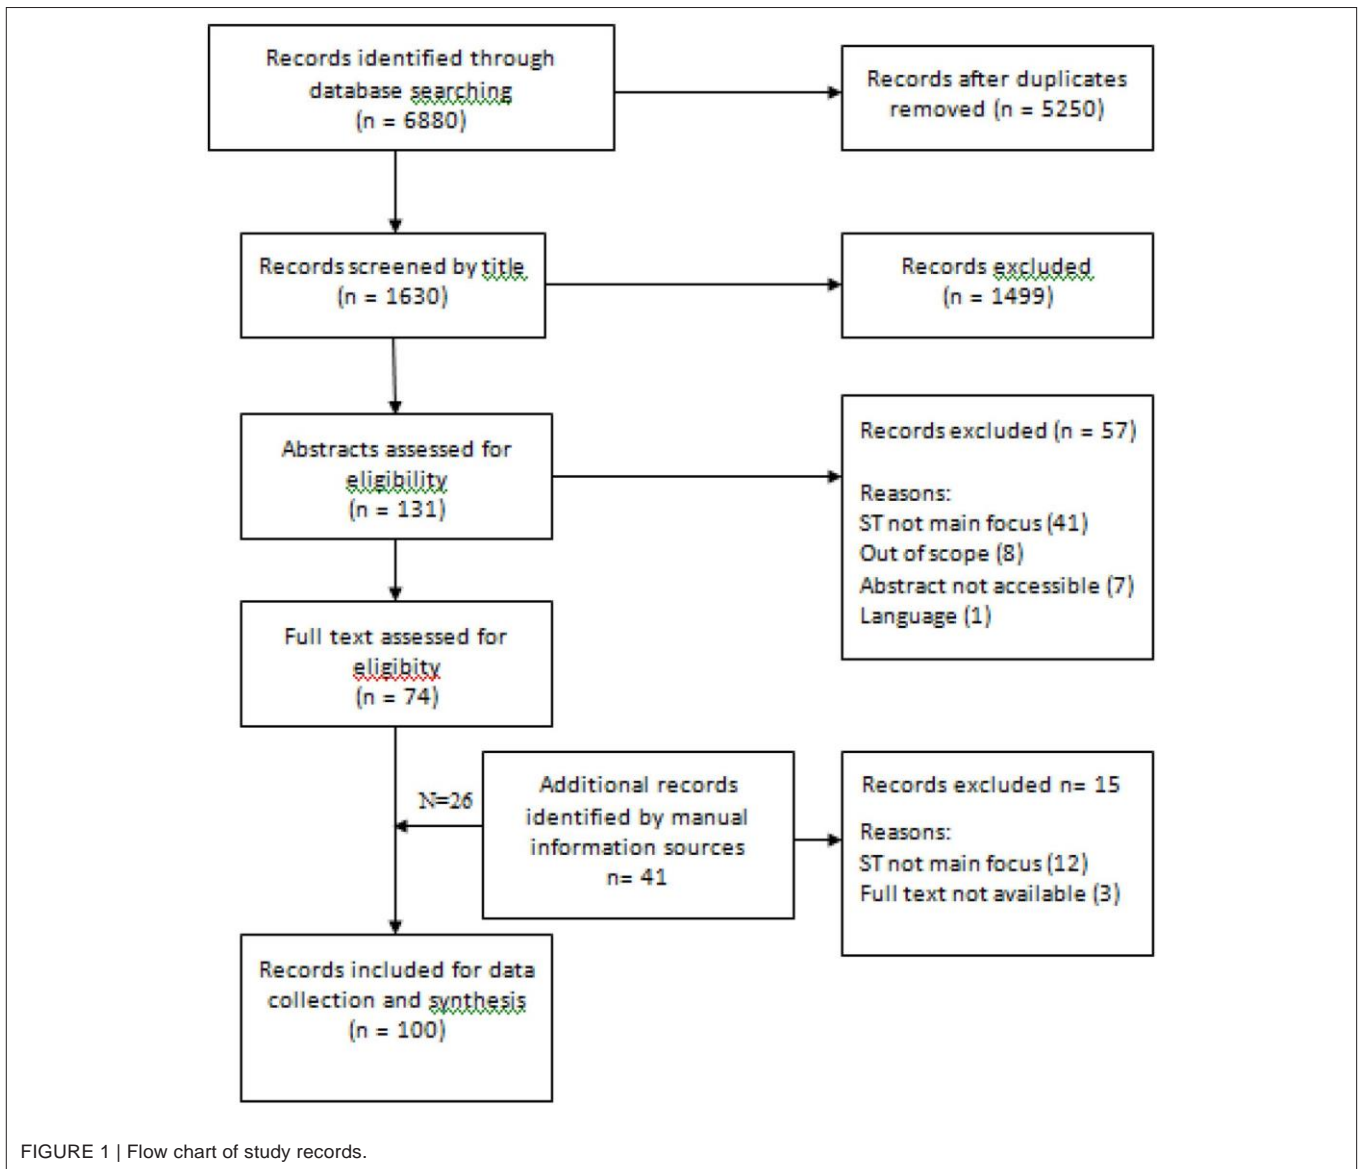 Records identified through
database searching
(n = 6880)
Records after duplicates
removed (n = 5250)
Records screened by title
(n = 1630)
Records excluded
(n = 1499)
Abstracts assessed for
eligibility
(n = 131)
Records excluded (n = 57)
Reasons:
ST not main focus (41)
Out of scope (8)
Abstract not accessible (7)
Language (1)
Full text assessed for
eligibity
(n = 74)
N=26
Additional records
identified by manual
information sources
n= 41
Records excluded n= 15
Reasons:
ST not main focus (12)
Full text not available (3)
Records included for data
collection and synthesis
(n = 100)
FIGURE 1 | Flow chart of study records.